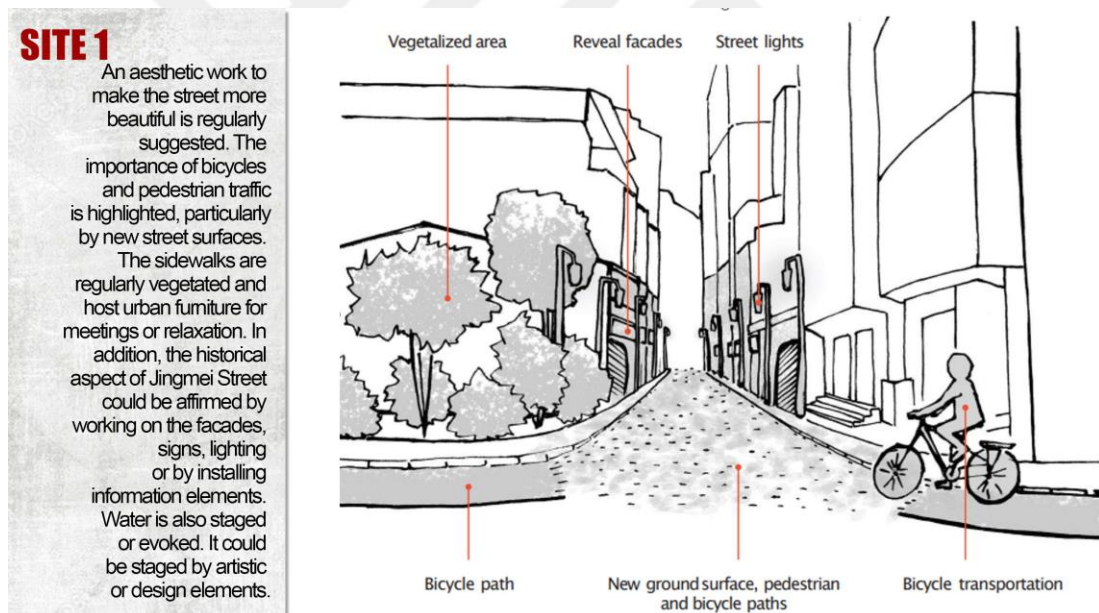 SITE 1
An aesthetic work to
make the street more
beautiful is regularly
suggested. The
importance of bicycles
and pedestrian traffic
is highlighted, particularly
by new street surfaces.
The sidewalks are
regularly vegetated and
host urban furniture for
meetings or relaxation. In
addition, the historical
aspect of Jingmei Street
could be affirmed by
working on the facades,
signs, lighting
or by installing
information elements.
Water is also staged
or evoked. It could
be staged by artistic
or design elements.
Vegetalized area
Reveal facades
Street lights
Bicycle path
New ground surface, pedestrian
and bicycle paths
Bicycle transportation